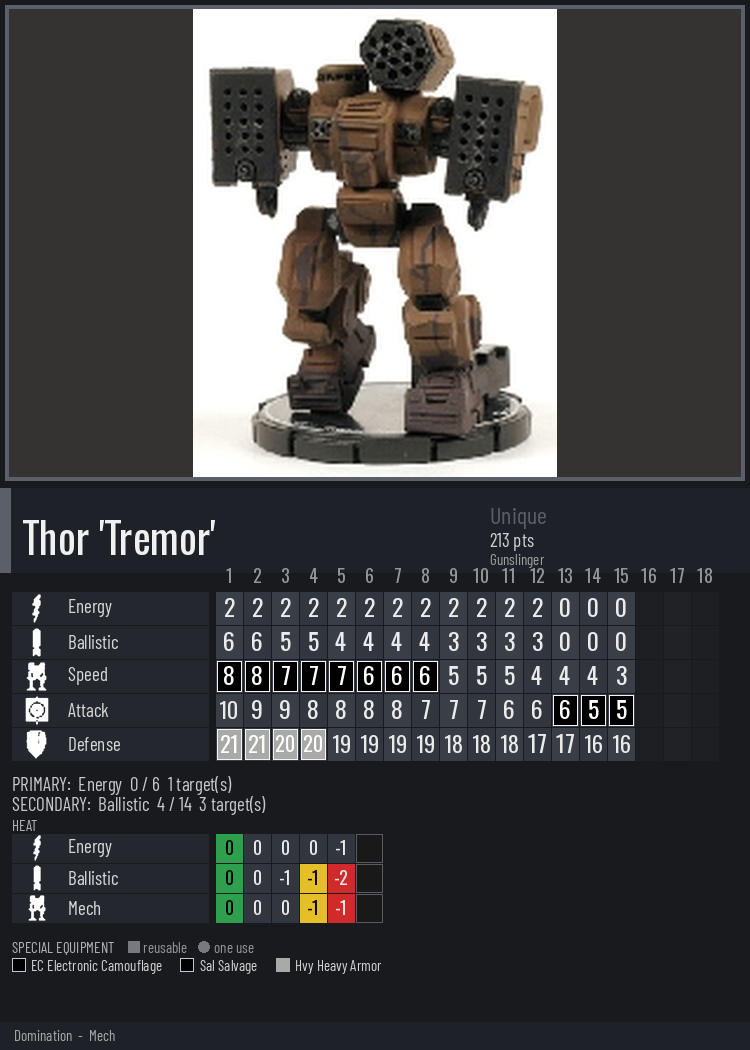 Thor 'Tremor'
Unique
213 pts
Gunslinger
1 2 3 4 5 6 7 8 9 10 11 12 13 14 15 16 17 18
Energy 2 2 2 2 2 2 2 2 2 2 2 2 0 0 0
Ballistic 6 6 5 5 4 4 4 4 3 3 3 3 0 0 0
Speed 8 8 7 7 7 6 6 6 5 5 5 4 4 4 3
Attack 10 9 9 8 8 8 8 7 7 7 6 6 6 5 5
Defense 21 21 20 20 19 19 19 19 18 18 18 17 17 16 16
PRIMARY: Energy 0 / 6 1 target(s)
SECONDARY: Ballistic 4 / 14 3 target(s)
HEAT
Energy 0 0 0 0 -1
Ballistic 0 0 -1 -1 -2
Mech 0 0 0 -1 -1
SPECIAL EQUIPMENT reusable one use
EC Electronic Camouflage Sal Salvage Hvy Heavy Armor
Domination - Mech